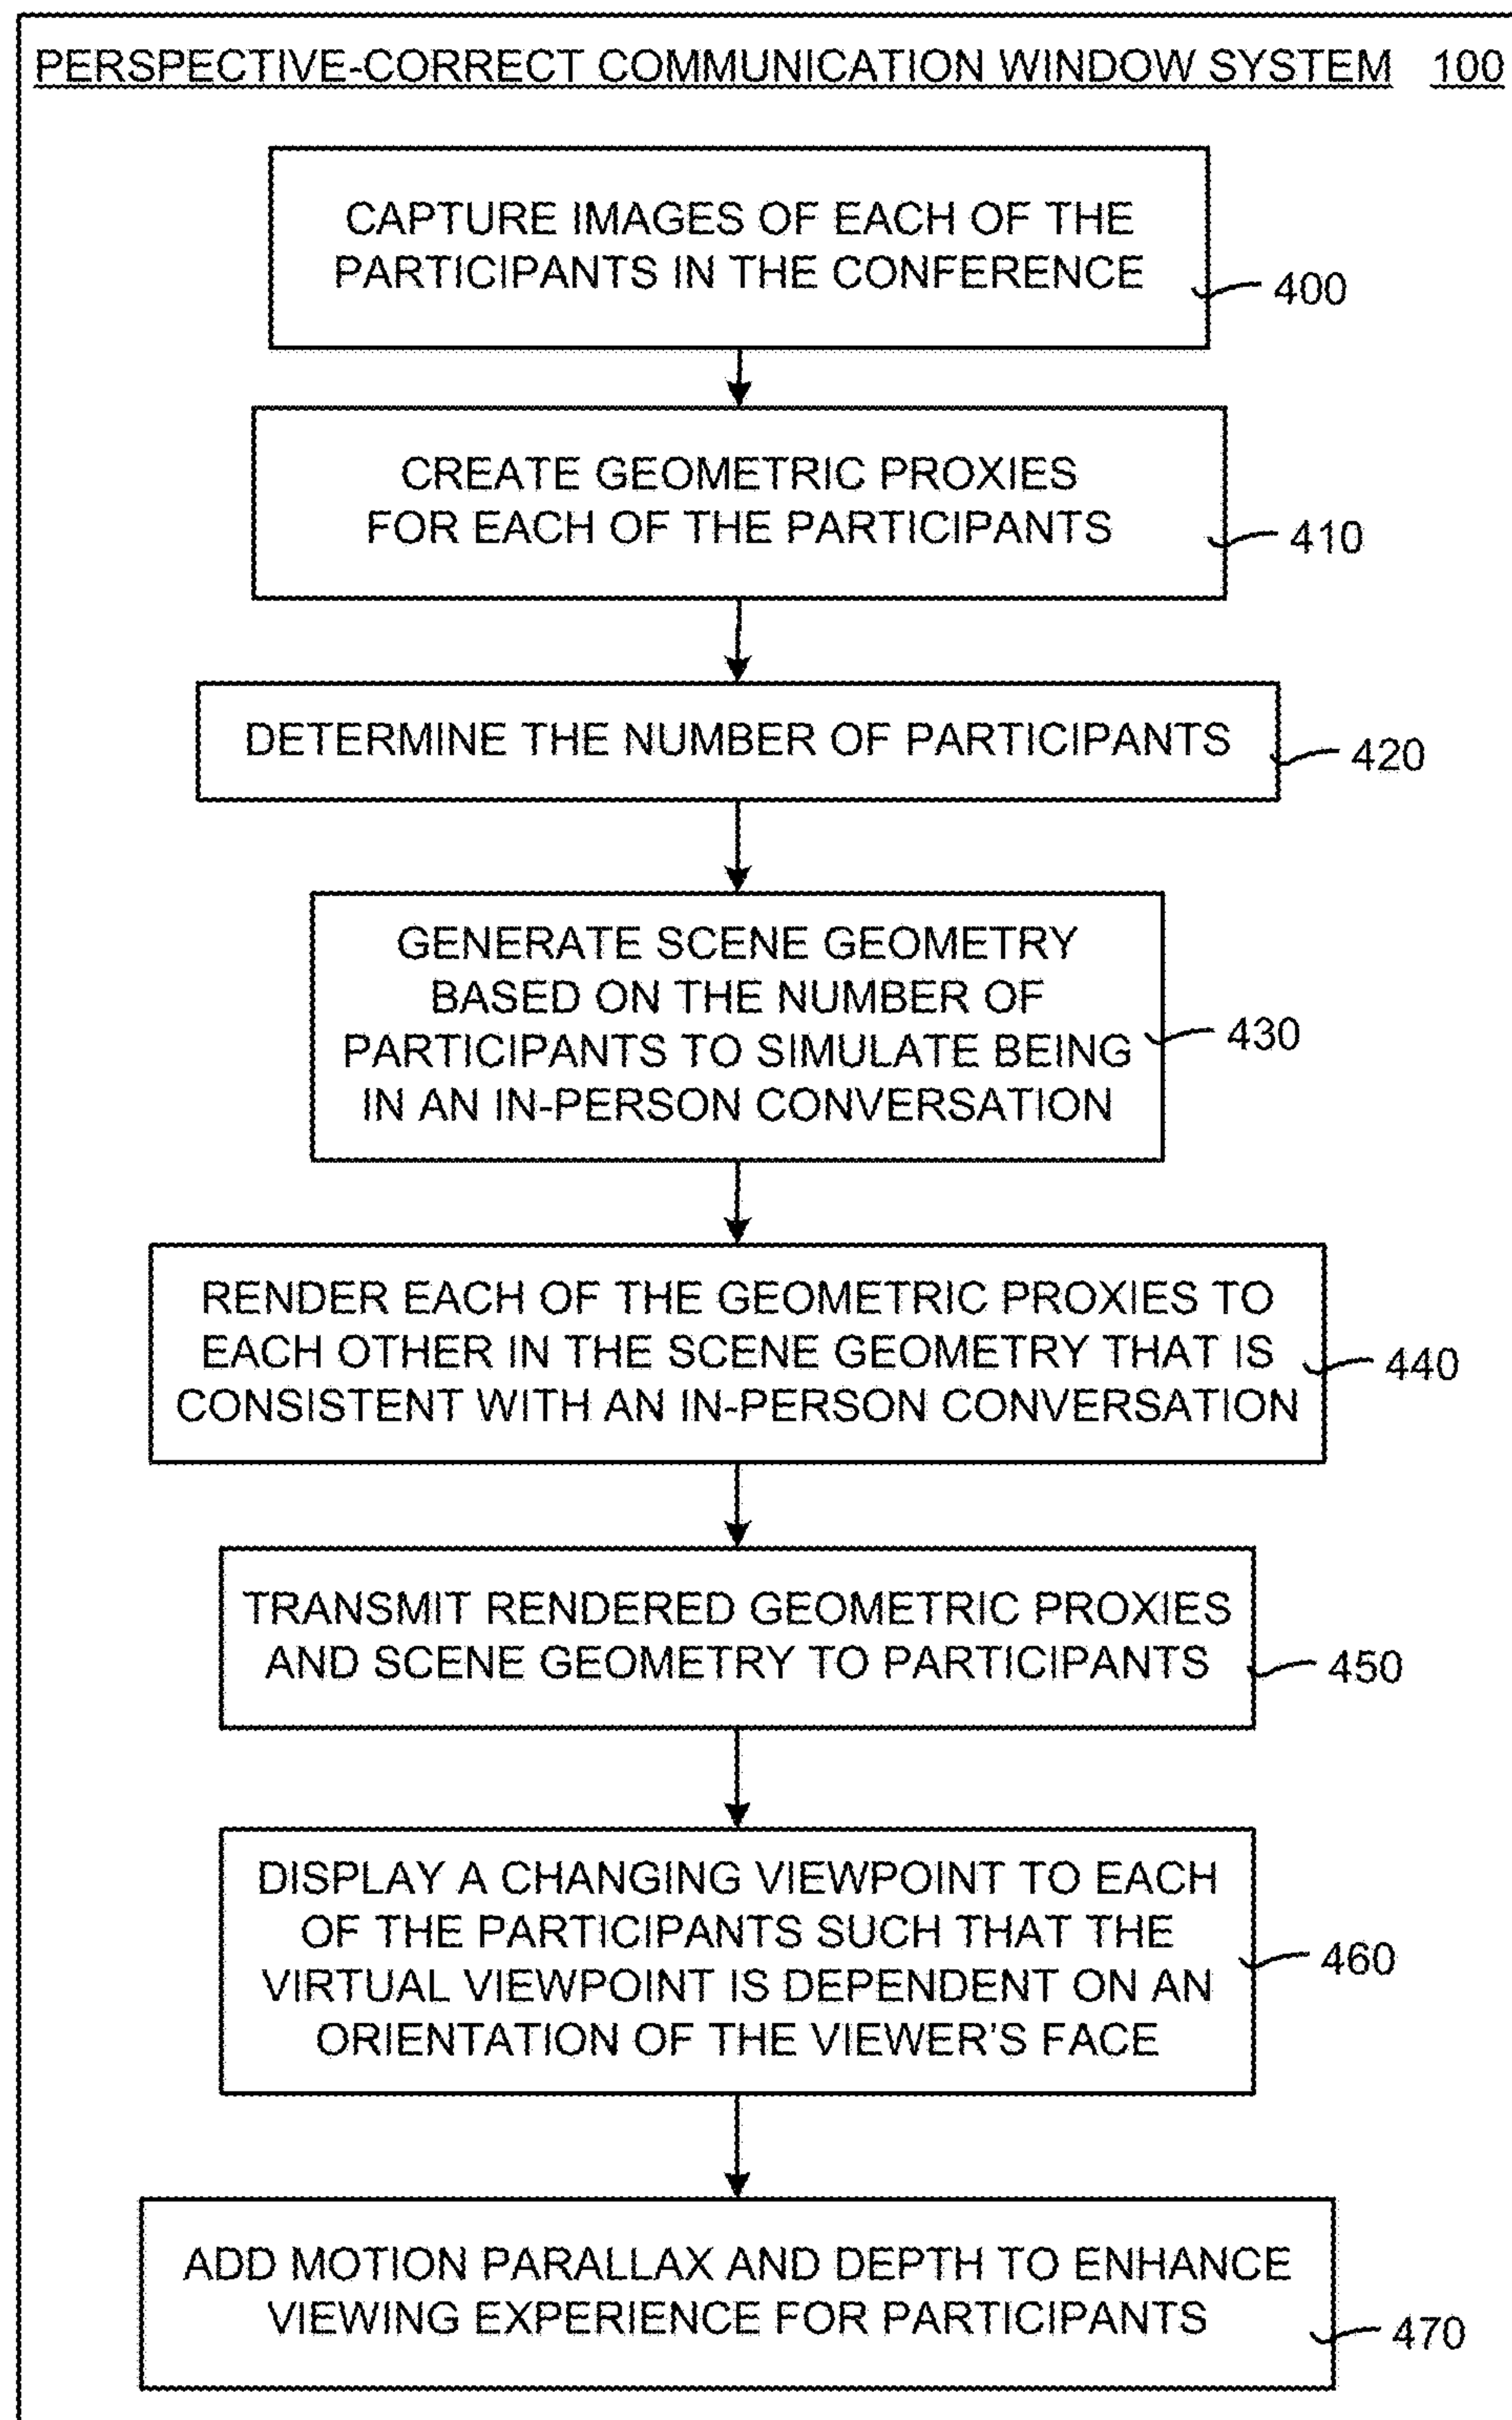 PERSPECTIVE-CORRECT COMMUNICATION WINDOW SYSTEM 100
CAPTURE IMAGES OF EACH OF THE
PARTICIPANTS IN THE CONFERENCE
400
CREATE GEOMETRIC PROXIES
FOR EACH OF THE PARTICIPANTS
410
DETERMINE THE NUMBER OF PARTICIPANTS
420
GENERATE SCENE GEOMETRY
BASED ON THE NUMBER OF
PARTICIPANTS TO SIMULATE BEING
IN AN IN-PERSON CONVERSATION
430
RENDER EACH OF THE GEOMETRIC PROXIES TO
EACH OTHER IN THE SCENE GEOMETRY THAT IS
CONSISTENT WITH AN IN-PERSON CONVERSATION
440
TRANSMIT RENDERED GEOMETRIC PROXIES
AND SCENE GEOMETRY TO PARTICIPANTS
450
DISPLAY A CHANGING VIEWPOINT TO EACH
OF THE PARTICIPANTS SUCH THAT THE
VIRTUAL VIEWPOINT IS DEPENDENT ON AN
ORIENTATION OF THE VIEWER'S FACE
460
ADD MOTION PARALLAX AND DEPTH TO ENHANCE
VIEWING EXPERIENCE FOR PARTICIPANTS
470